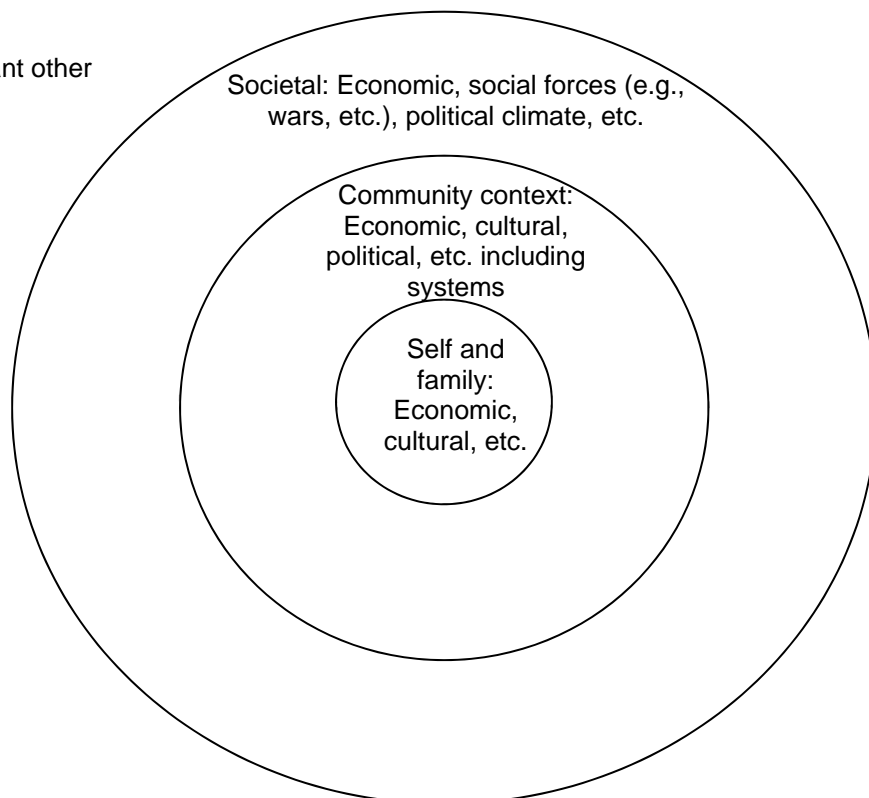 other
Societal: Economic, social forces (e.g.,
wars, etc.), political climate, etc.
Community context:
Economic, cultural,
political, etc. including
systems
Self and
family:
Economic,
cultural, etc.